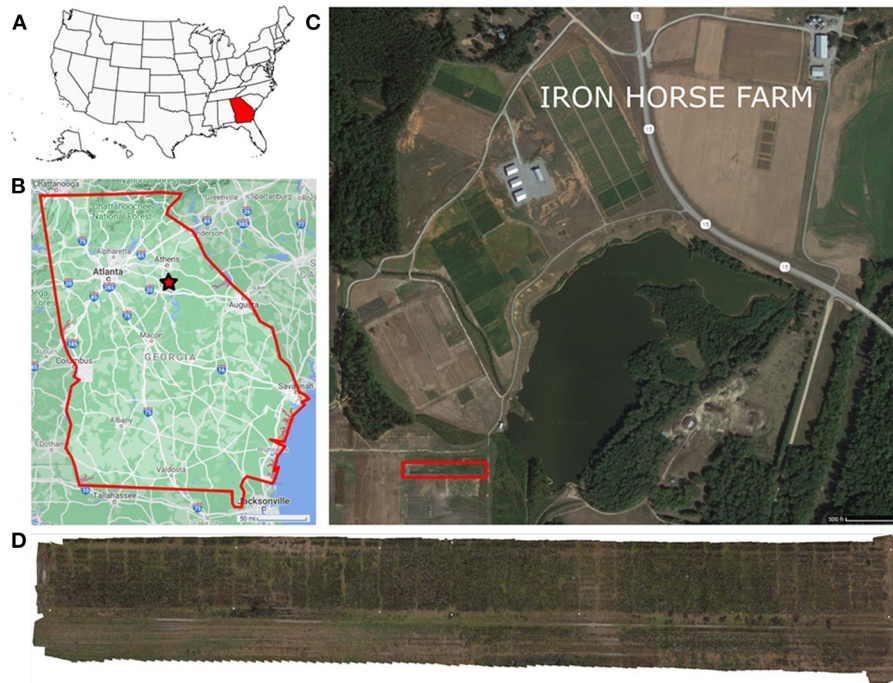 A
B
C
IRON HORSE FARM
15
15
15
15
500 ft
Chattanooga
Chattahoochee
National Forest
Greenville
Spartanburg
Anderson
Alpharetta
Athens
Atlanta
Augusta
Macon
GEORGIA
Columbus
Savannah
Albany
Dothan
Valdosta
Tallahassee
Jacksonville
50 mi
D